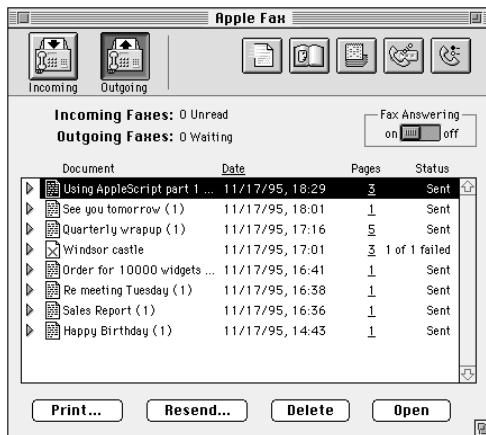 Apple Fax
Incoming Outgoing
Incoming Faxes: 0 Unread
Outgoing Faxes: 0 Waiting
Fax Answering
on off
Document Date Pages Status
Using AppleScript part 1 ... 11/17/95, 18:29 3 Sent
See you tomorrow (1) 11/17/95, 18:01 1 Sent
Quarterly wrapup (1) 11/17/95, 17:16 5 Sent
Windsor castle 11/17/95, 17:01 3 1 of 1 failed
Order for 10000 widgets ... 11/17/95, 16:41 1 Sent
Re meeting Tuesday (1) 11/17/95, 16:38 1 Sent
Sales Report (1) 11/17/95, 16:36 1 Sent
Happy Birthday (1) 11/17/95, 14:43 1 Sent
Print... Resend... Delete Open